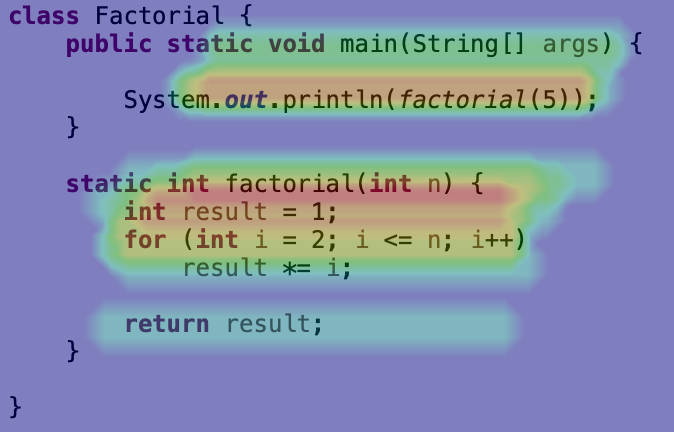 class Factorial {
public static void main(String[] args) {
System.out.println(factorial(5));
}
static int factorial(int n) {
int result = 1;
for (int i = 2; i <= n; i++)
result *= i;
return result;
}
}